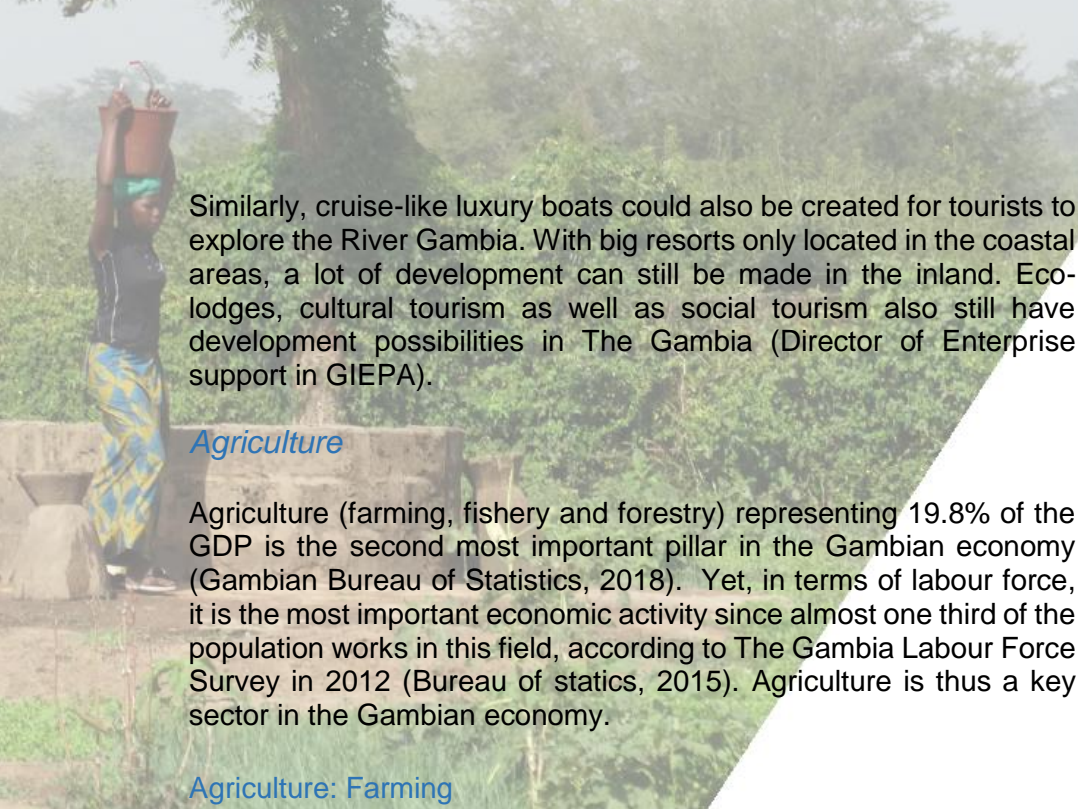 Similarly, cruise-like luxury boats could also be created for tourists to
explore the River Gambia. With big resorts only located in the coastal
areas, a lot of development can still be made in the inland. Eco-
lodges, cultural tourism as well as social tourism also still have
development possibilities in The Gambia (Director of Enterprise
support in GIEPA).
Agriculture
Agriculture (farming, fishery and forestry) representing 19.8% of the
GDP is the second most important pillar in the Gambian economy
(Gambian Bureau of Statistics, 2018).  Yet, in terms of labour force,
it is the most important economic activity since almost one third of the
population works in this field, according to The Gambia Labour Force
Survey in 2012 (Bureau of statics, 2015). Agriculture is thus a key
sector in the Gambian economy.
Agriculture: Farming